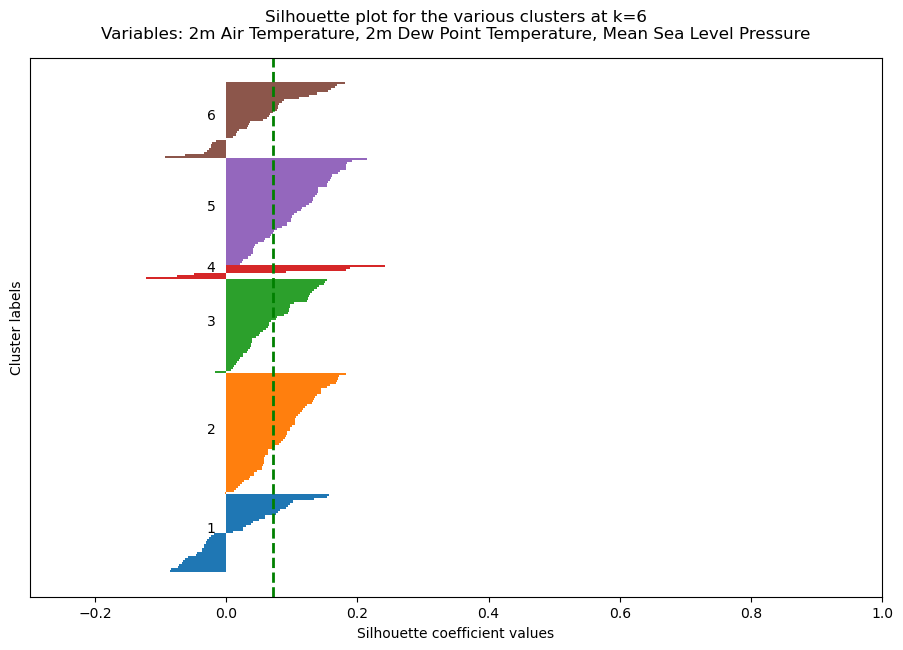 Silhouette plot for the various clusters at k=6
Variables: 2m Air Temperature, 2m Dew Point Temperature, Mean Sea Level Pressure
6
5
4
3
2
1
Cluster labels
−0.2 0.0 0.2 0.4 0.6 0.8 1.0
Silhouette coefficient values